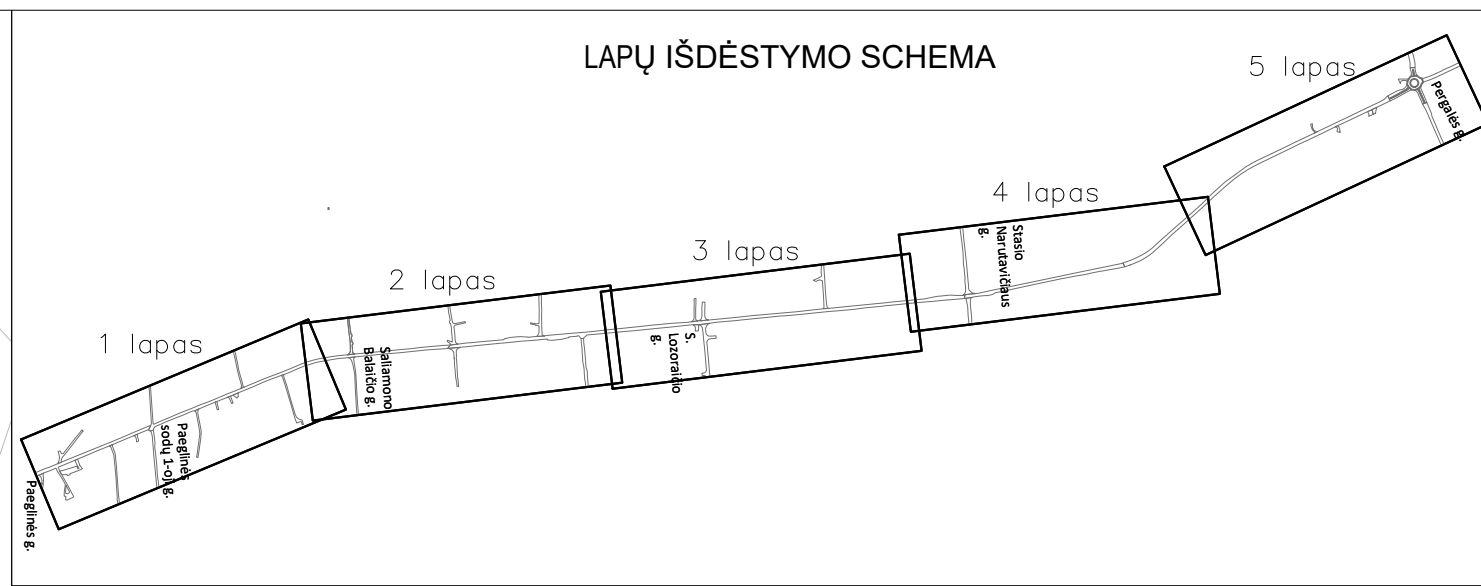 LAPŲ IŠDĖSTYMO SCHEMA
5 lapas
Pergalės g.
4 lapas
Stasio
Narutavičiaus
g.
3 lapas
S.
Lozoraičio
g.
2 lapas
Saliamono
Balaičio g.
1 lapas
Paeglinės
sodų 1-oji g.
Paeglinės g.